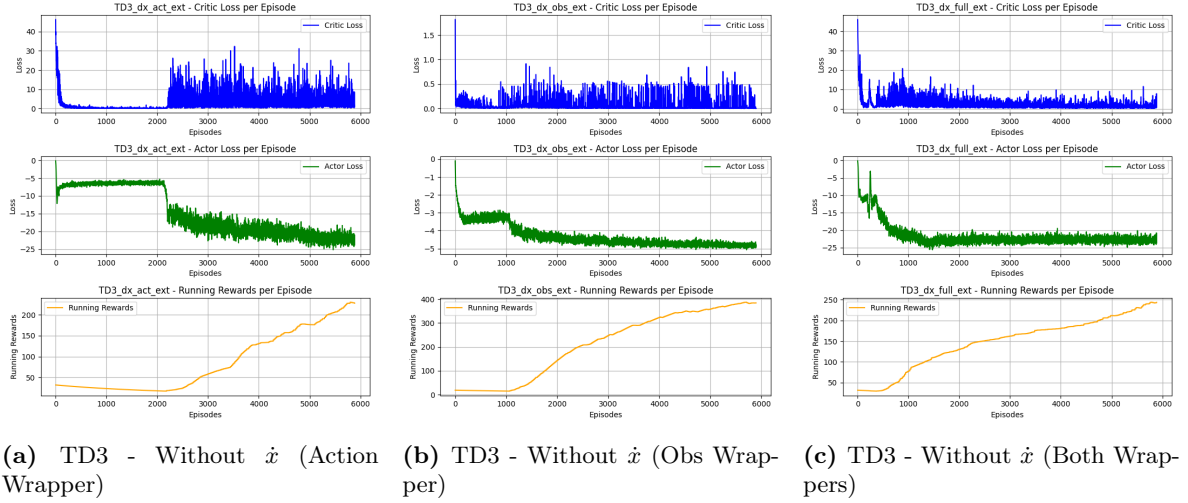 TD3_dx_act_ext - Critic Loss per Episode
Critic Loss
40
30
20
10
0
Loss
0 1000 2000 3000 4000 5000 6000
Episodes
TD3_dx_act_ext - Actor Loss per Episode
Actor Loss
0
−5
−10
−15
−20
−25
Loss
0 1000 2000 3000 4000 5000 6000
Episodes
TD3_dx_act_ext - Running Rewards per Episode
Running Rewards
200
150
100
50
Running Rewards
0 1000 2000 3000 4000 5000 6000
Episodes
(a) TD3 - Without ẋ (Action
Wrapper)
TD3_dx_obs_ext - Critic Loss per Episode
Critic Loss
1.5
1.0
0.5
0.0
Loss
0 1000 2000 3000 4000 5000 6000
Episodes
TD3_dx_obs_ext - Actor Loss per Episode
Actor Loss
0
−1
−2
−3
−4
−5
Loss
0 1000 2000 3000 4000 5000 6000
Episodes
TD3_dx_obs_ext - Running Rewards per Episode
Running Rewards
400
300
200
100
0
Running Rewards
0 1000 2000 3000 4000 5000 6000
Episodes
(b) TD3 - Without ẋ (Obs Wrap-
per)
TD3_dx_full_ext - Critic Loss per Episode
Critic Loss
40
30
20
10
0
Loss
0 1000 2000 3000 4000 5000 6000
Episodes
TD3_dx_full_ext - Actor Loss per Episode
Actor Loss
0
−5
−10
−15
−20
−25
Loss
0 1000 2000 3000 4000 5000 6000
Episodes
TD3_dx_full_ext - Running Rewards per Episode
Running Rewards
250
200
150
100
50
Running Rewards
0 1000 2000 3000 4000 5000 6000
Episodes
(c) TD3 - Without ẋ (Both Wrap-
pers)